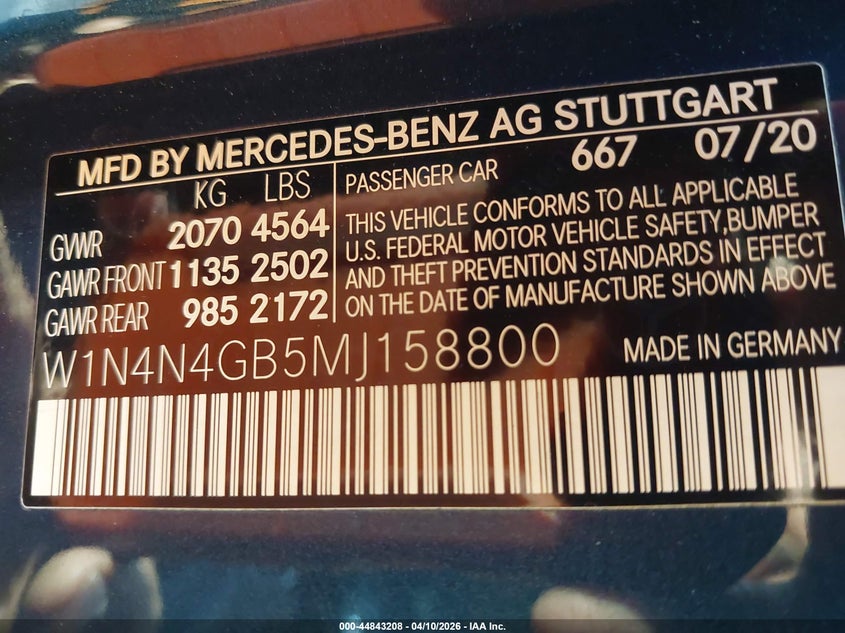 MFD BY MERCEDES-BENZ AG STUTTGART
KG LBS
GVWR 2070 4564
GAWR FRONT 1135 2502
GAWR REAR 985 2172
PASSENGER CAR 667 07/20
THIS VEHICLE CONFORMS TO ALL APPLICABLE
U.S. FEDERAL MOTOR VEHICLE SAFETY,BUMPER
AND THEFT PREVENTION STANDARDS IN EFFECT
ON THE DATE OF MANUFACTURE SHOWN ABOVE
W1N4N4GB5MJ158800 MADE IN GERMANY
000-44843208 - 04/10/2026 - IAA Inc.